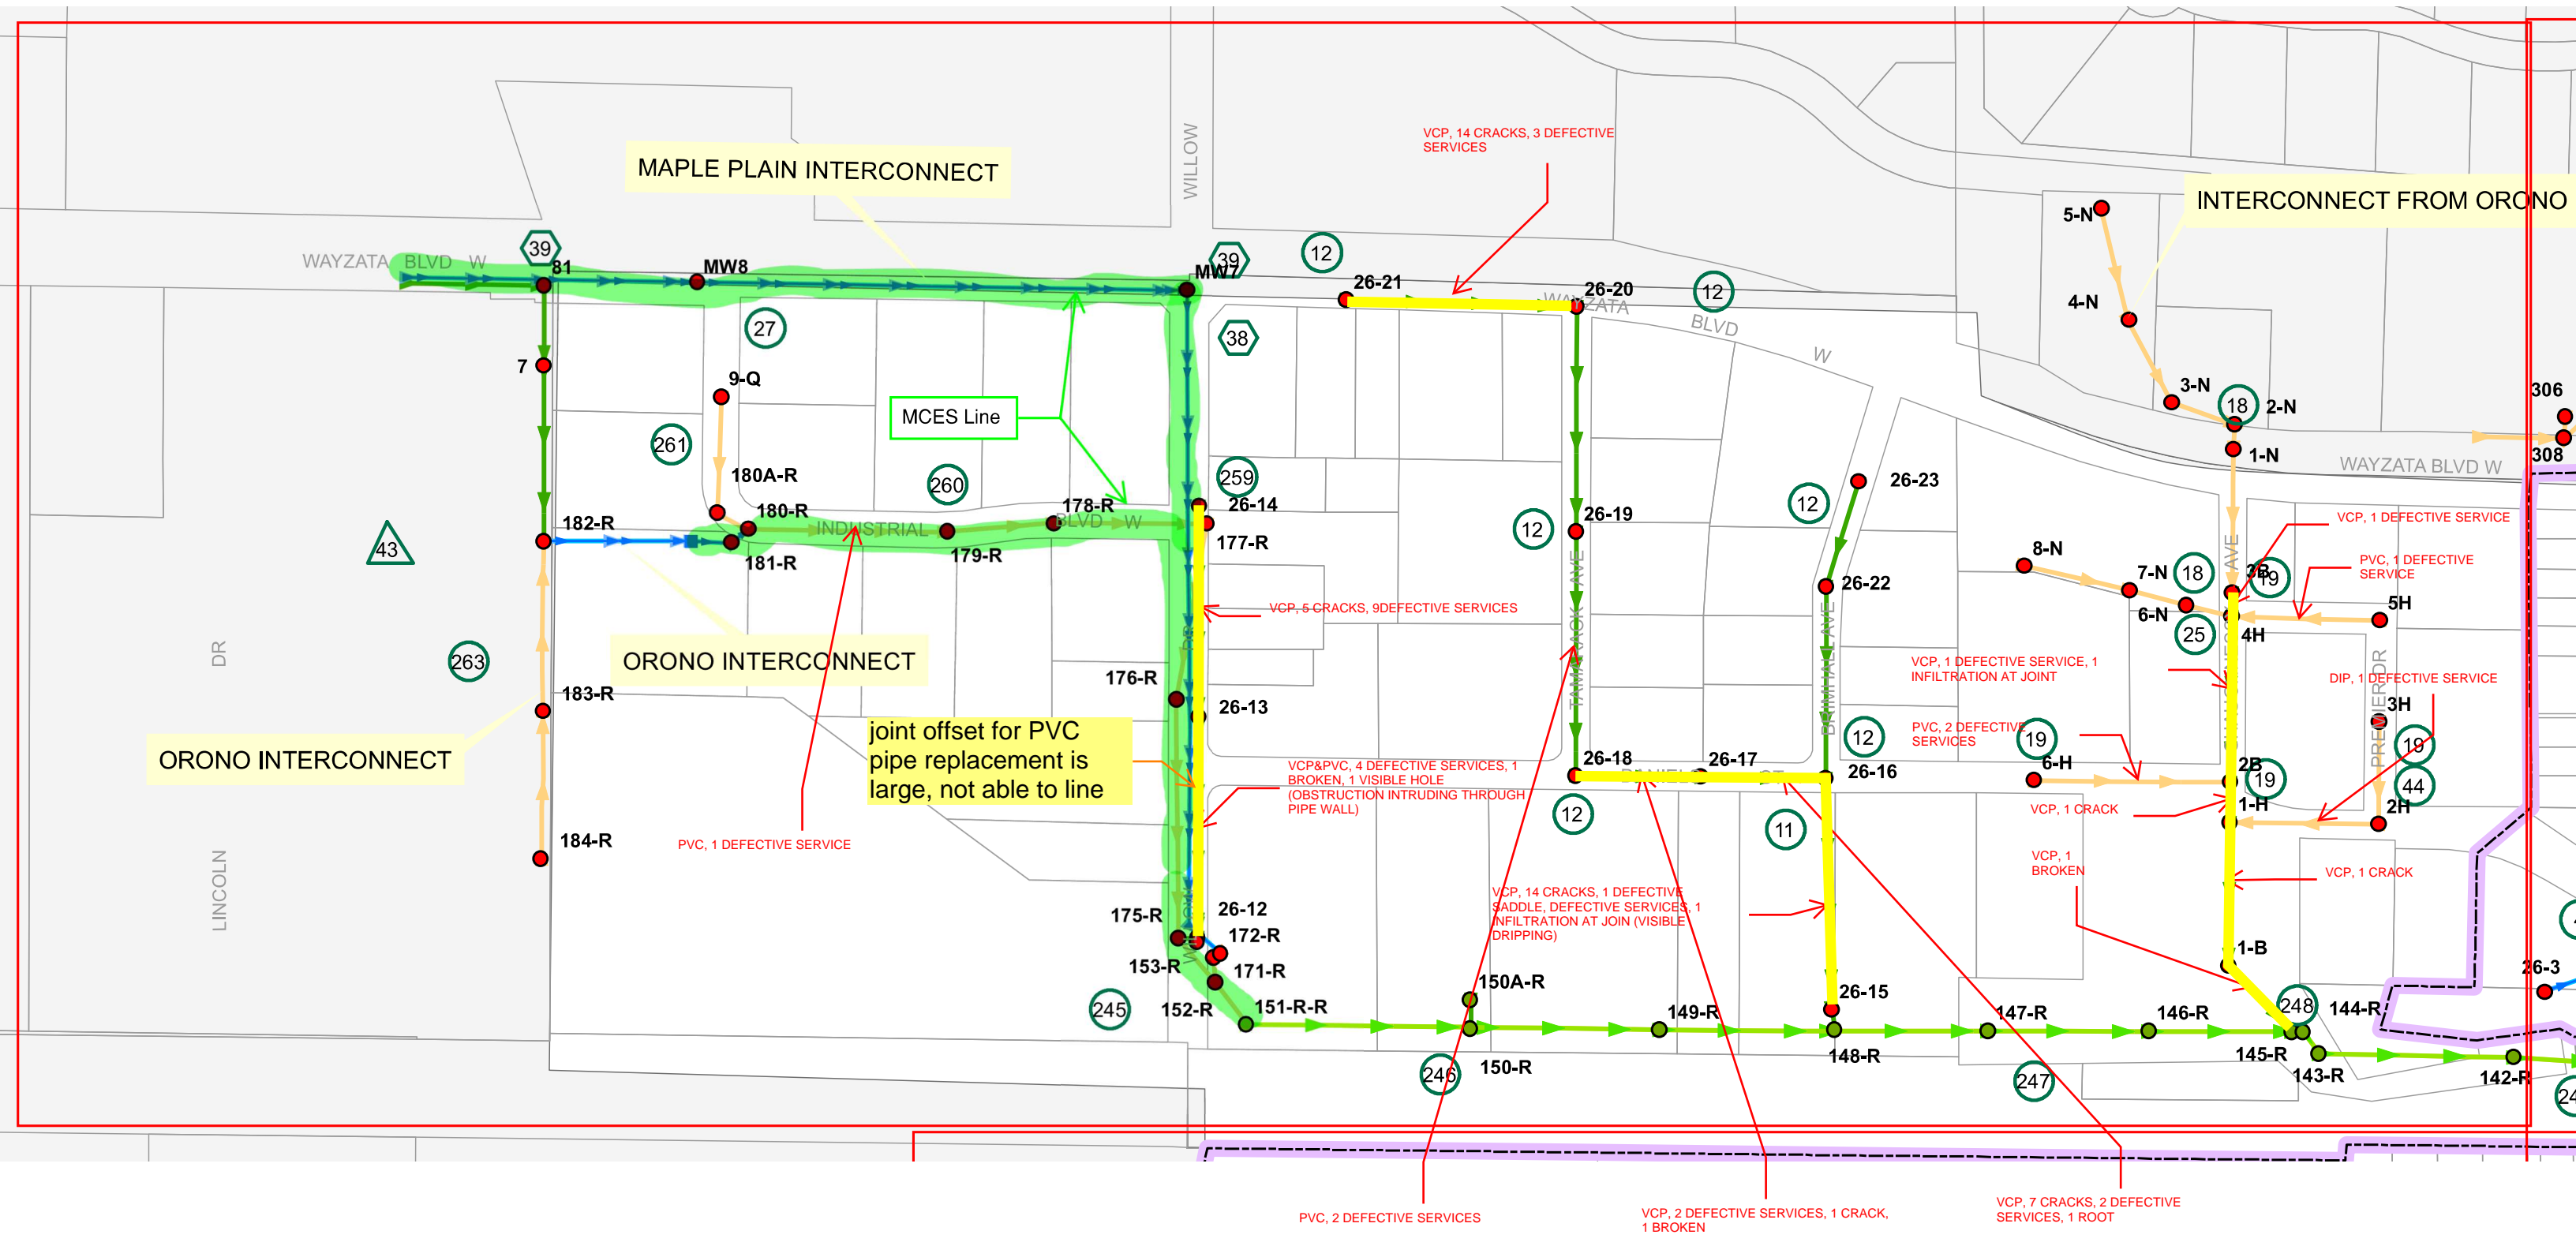 VCP, 14 CRACKS, 3 DEFECTIVE
SERVICES
MAPLE PLAIN INTERCONNECT
WILLOW
INTERCONNECT FROM ORONO
5-N
WAYZATA BLVD W
39
81
MW8
39
MW7
12
26-21
26-20
12
WAYZATA
BLVD
W
4-N
27
38
9-Q
7
MCES Line
3-N
18
2-N
306
1-N
308
WAYZATA BLVD W
261
180A-R
260
259
26-14
178-R
180-R
INDUSTRIAL
BLVD W
177-R
179-R
181-R
182-R
43
12
26-19
12
26-23
26-22
VCP, 1 DEFECTIVE SERVICE
AVE
PVC, 1 DEFECTIVE
SERVICE
8-N
7-N
18
3B
19
6-N
5H
25
4H
VCP, 5 CRACKS, 9DEFECTIVE SERVICES
TAMARACK AVE
BRIMHALL AVE
DR
DR
263
ORONO INTERCONNECT
176-R
183-R
26-13
VCP, 1 DEFECTIVE SERVICE, 1
INFILTRATION AT JOINT
DIP, 1 DEFECTIVE SERVICE
PREMIER DR
3H
PVC, 2 DEFECTIVE
SERVICES
19
19
44
joint offset for PVC
pipe replacement is
large, not able to line
ORONO INTERCONNECT
VCP&PVC, 4 DEFECTIVE SERVICES, 1
BROKEN, 1 VISIBLE HOLE
(OBSTRUCTION INTRUDING THROUGH
PIPE WALL)
26-18
26-17
12
26-16
6-H
2B
19
1-H
2H
VCP, 1 CRACK
12
11
184-R
PVC, 1 DEFECTIVE SERVICE
VCP, 1
BROKEN
VCP, 1 CRACK
LINCOLN
VCP, 14 CRACKS, 1 DEFECTIVE
SADDLE, DEFECTIVE SERVICES, 1
INFILTRATION AT JOIN (VISIBLE
DRIPPING)
175-R
26-12
172-R
153-R
171-R
152-R
151-R-R
245
150A-R
149-R
26-15
147-R
146-R
1-B
248
144-R
26-3
246
150-R
148-R
247
145-R
143-R
142-R
PVC, 2 DEFECTIVE SERVICES
VCP, 2 DEFECTIVE SERVICES, 1 CRACK,
1 BROKEN
VCP, 7 CRACKS, 2 DEFECTIVE
SERVICES, 1 ROOT